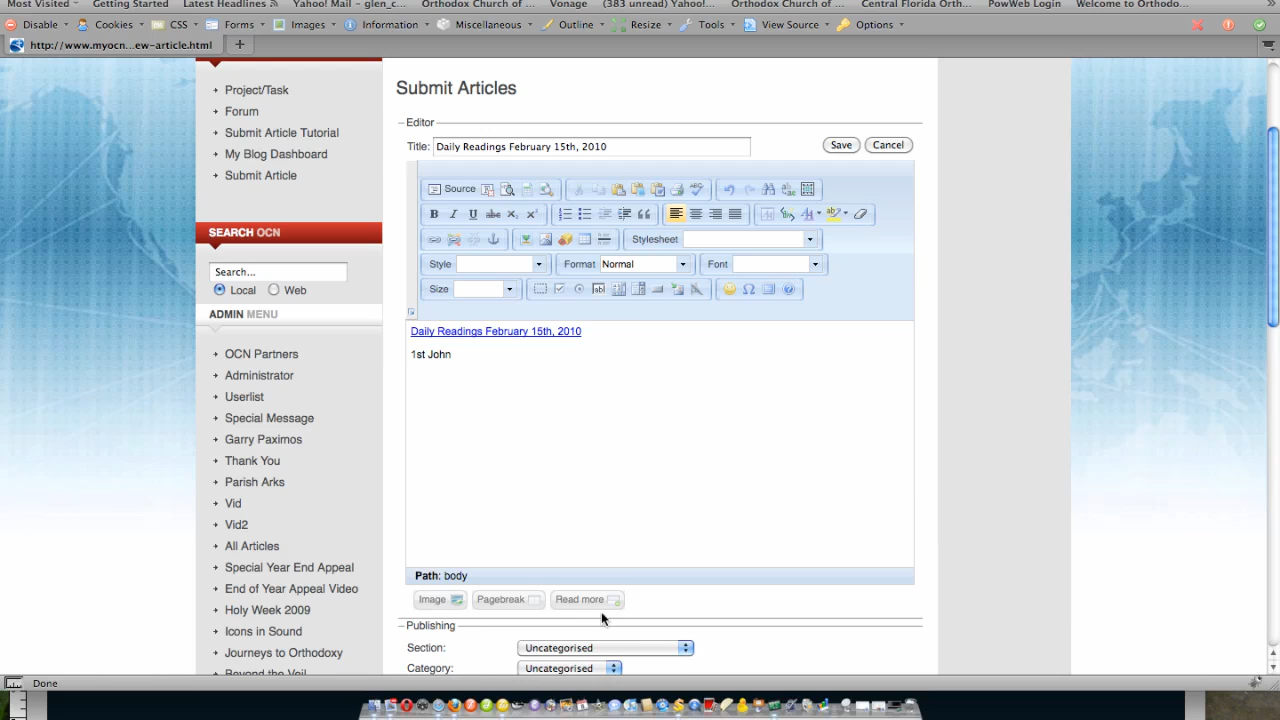 Most Visited Getting Started Latest Headlines Yahoo! Mail – glen_c... Orthodox Church of ... Vonage (383 unread) Yahoo!... Orthodox Church of ... Central Florida Orth... PowWeb Login Welcome to Orthodo... »
Disable Cookies CSS Forms Images Information Miscellaneous Outline Resize Tools View Source Options
http://www.myocn...ew-article.html +
Project/Task
Forum
Submit Article Tutorial
My Blog Dashboard
Submit Article
SEARCH OCN
Search...
Local Web
ADMIN MENU
OCN Partners
Administrator
Userlist
Special Message
Garry Paximos
Thank You
Parish Arks
Vid
Vid2
All Articles
Special Year End Appeal
End of Year Appeal Video
Holy Week 2009
Icons in Sound
Journeys to Orthodoxy
Beyond the Veil
Submit Articles
Editor
Title: Daily Readings February 15th, 2010 Save Cancel
Source
B I U abc X₂ X²
Stylesheet
Style Format Normal Font
Size
Daily Readings February 15th, 2010
1st John
Path: body
Image Pagebreak Read more
Publishing
Section: Uncategorised
Category: Uncategorised
Done